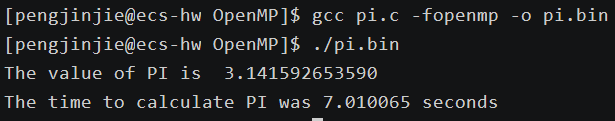 [pengjinjie@ecs-hw OpenMP]$ gcc pi.c -fopenmp -o pi.bin
[pengjinjie@ecs-hw OpenMP]$ ./pi.bin
The value of PI is  3.141592653590
The time to calculate PI was 7.010065 seconds